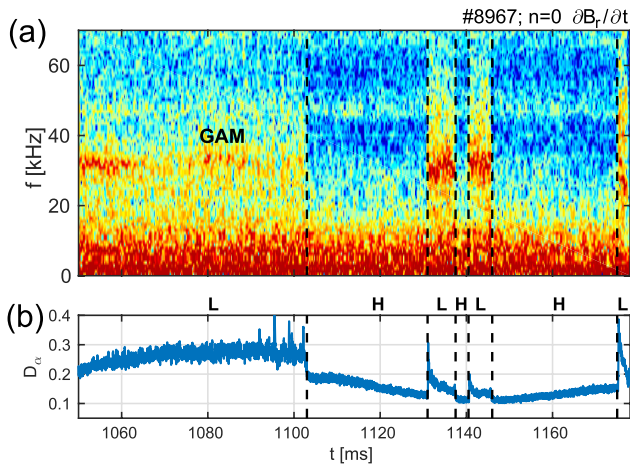 #8967; n=0 ∂Br/∂t
(a)
60
40
20
0
f [kHz]
GAM
L H L H L H L
(b)
0.4
0.3
0.2
0.1
Dα
1060 1080 1100 1120 1140 1160
t [ms]